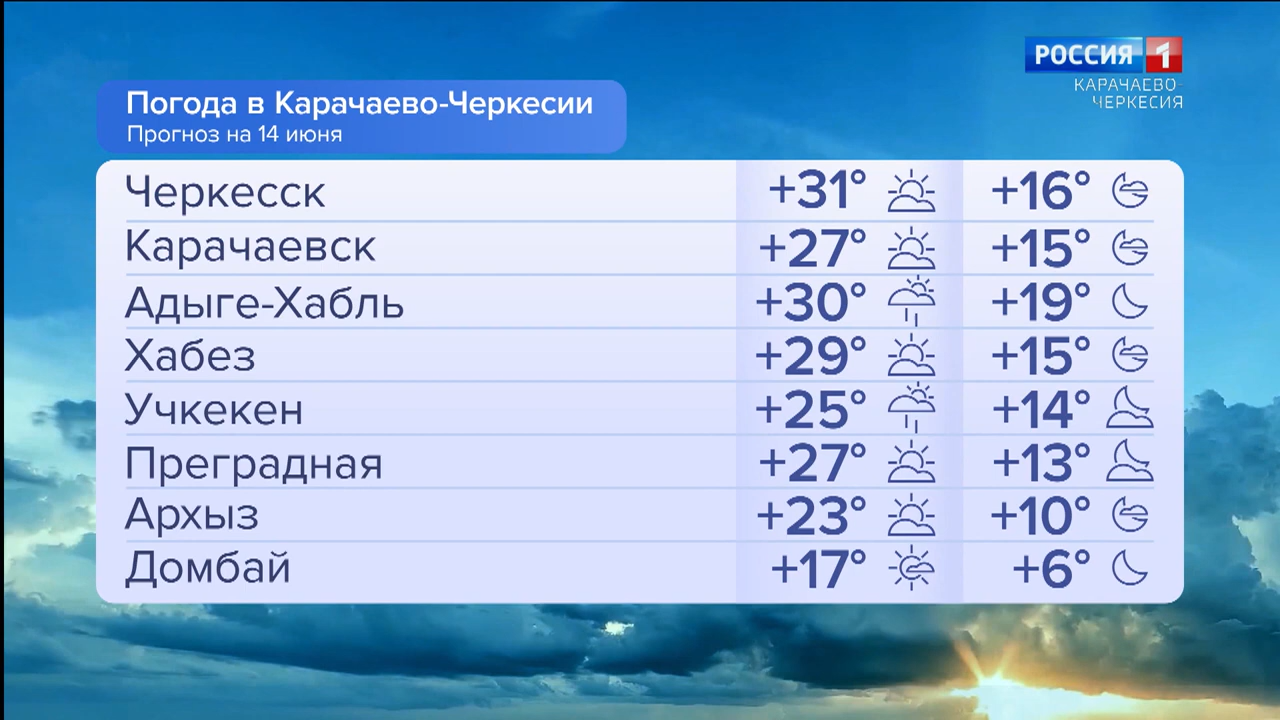 РОССИЯ 1
КАРАЧАЕВО-
ЧЕРКЕСИЯ
Погода в Карачаево-Черкесии
Прогноз на 14 июня
Черкесск +31° +16°
Карачаевск +27° +15°
Адыге-Хабль +30° +19°
Хабез +29° +15°
Учкекен +25° +14°
Преградная +27° +13°
Архыз +23° +10°
Домбай +17° +6°